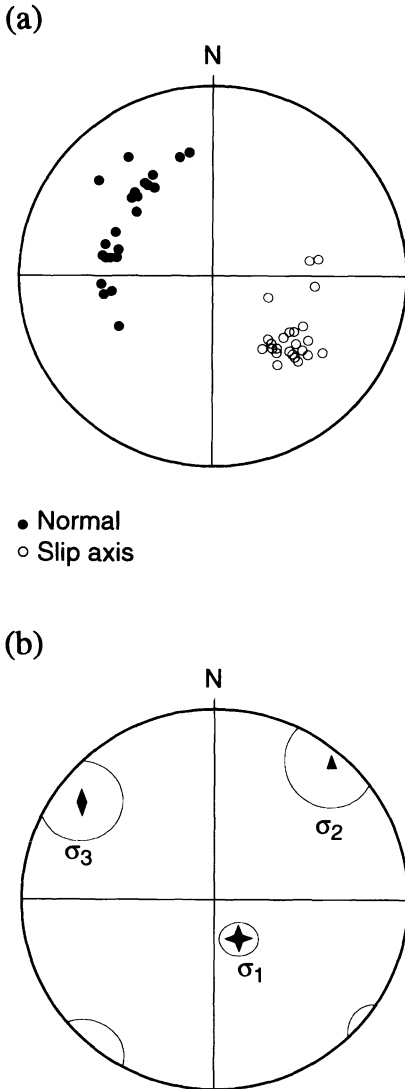 (a)
N
● Normal
○ Slip axis
(b)
N
σ2
σ3
σ1